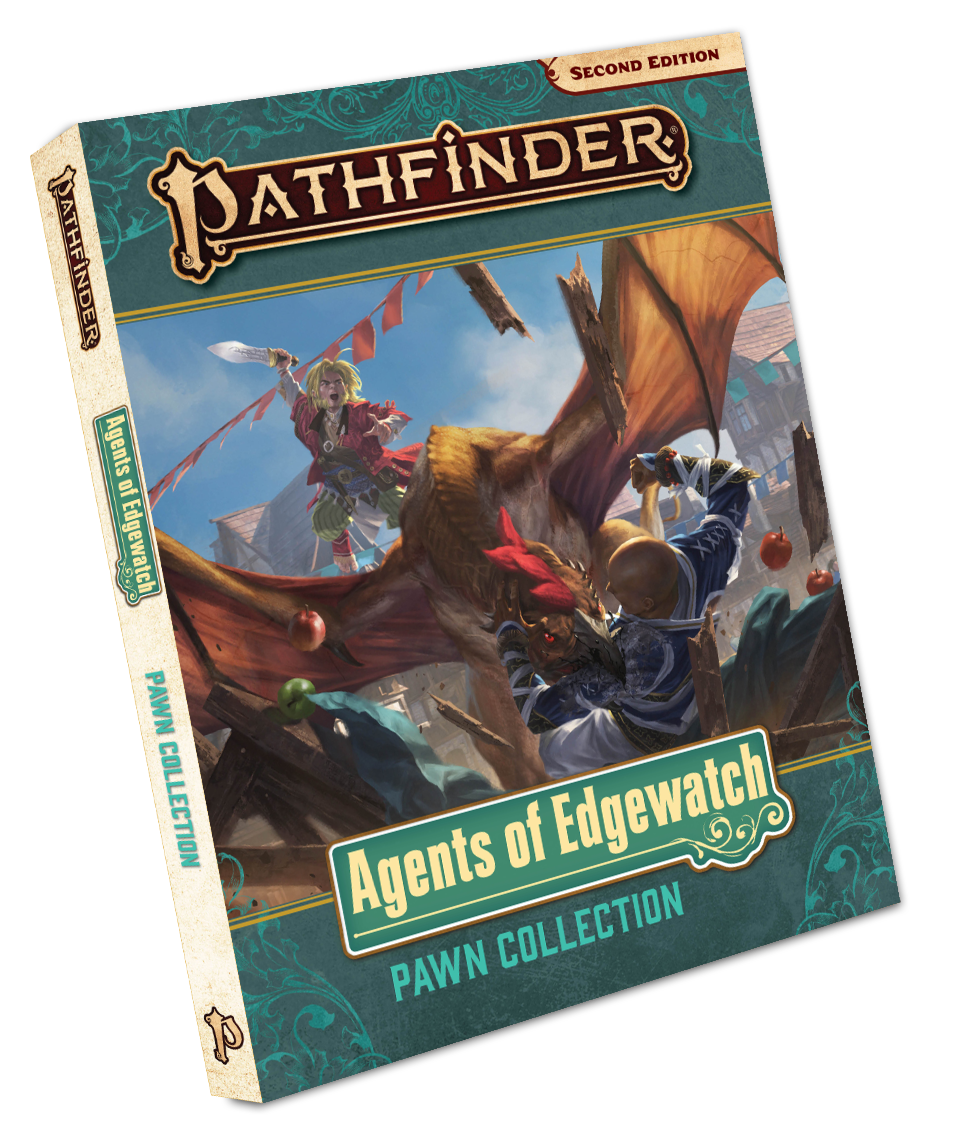 SECOND EDITION
PATHFINDER®
Agents of Edgewatch
PAWN COLLECTION
PATHFINDER
Agents of Edgewatch
PAWN COLLECTION
P